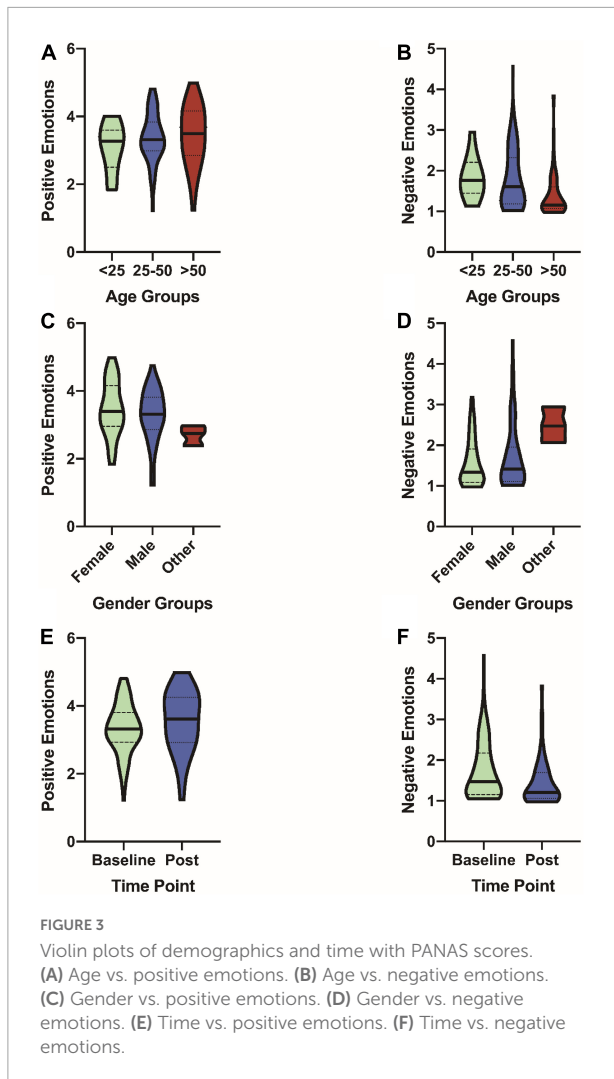 A
6
4
2
0
Positive Emotions
<25 25-50 >50
Age Groups
B
5
4
3
2
1
0
Negative Emotions
<25 25-50 >50
Age Groups
C
6
4
2
0
Positive Emotions
Female Male Other
Gender Groups
D
5
4
3
2
1
0
Negative Emotions
Female Male Other
Gender Groups
E
6
4
2
0
Positive Emotions
Baseline Post
Time Point
F
5
4
3
2
1
0
Negative Emotions
Baseline Post
Time Point
FIGURE 3
Violin plots of demographics and time with PANAS scores.
(A) Age vs. positive emotions. (B) Age vs. negative emotions.
(C) Gender vs. positive emotions. (D) Gender vs. negative
emotions. (E) Time vs. positive emotions. (F) Time vs. negative
emotions.